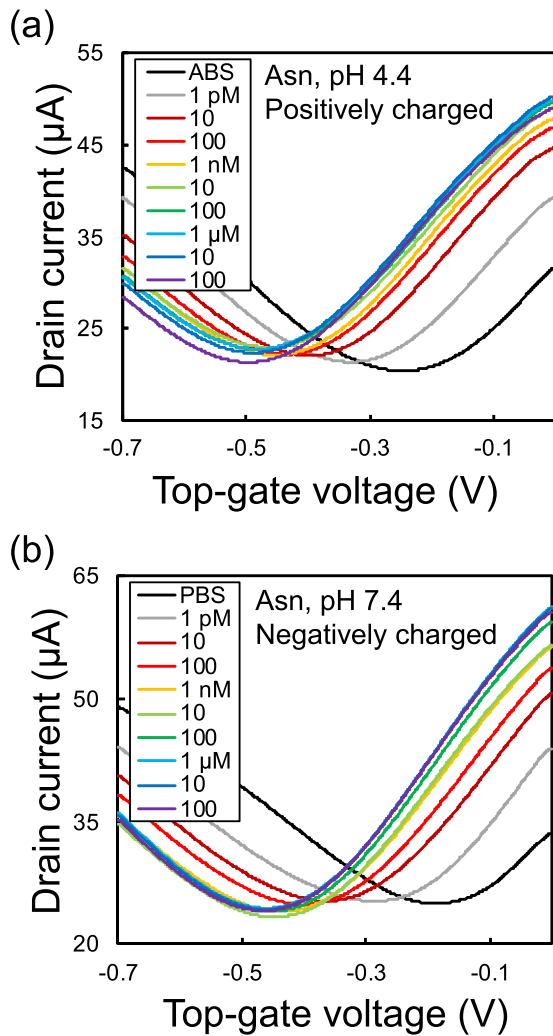 (a)
55
45
35
25
15
Drain current (µA)
ABS
1 pM
10
100
1 nM
10
100
1 µM
10
100
Asn, pH 4.4
Positively charged
-0.7
-0.5
-0.3
-0.1
Top-gate voltage (V)
(b)
65
50
35
20
Drain current (µA)
PBS
1 pM
10
100
1 nM
10
100
1 µM
10
100
Asn, pH 7.4
Negatively charged
-0.7
-0.5
-0.3
-0.1
Top-gate voltage (V)